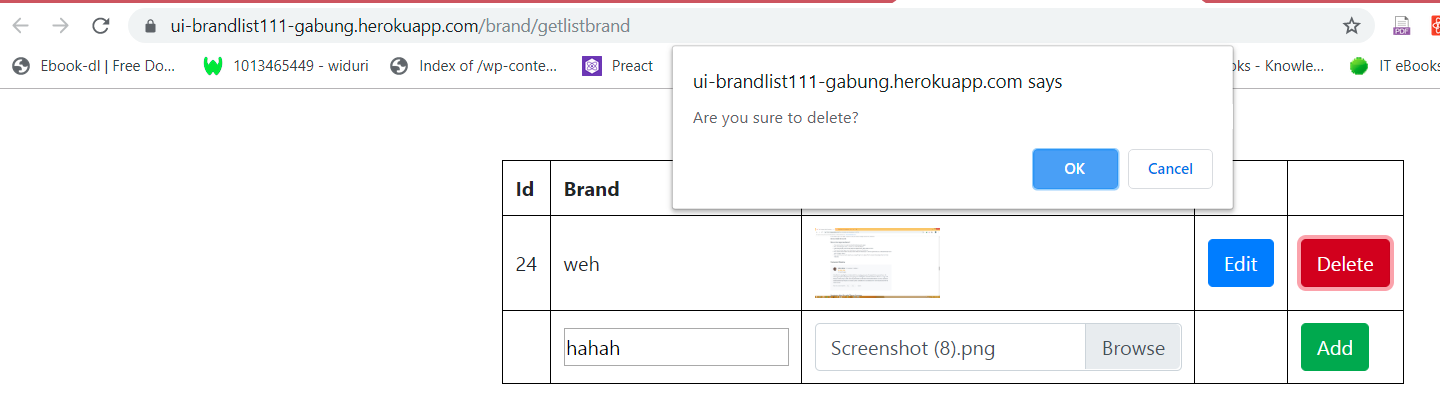 ui-brandlist111-gabung.herokuapp.com/brand/getlistbrand
PDF
Ebook-dl | Free Do... 1013465449 - widuri Index of /wp-conte... Preact oks - Knowle... IT eBooks
ui-brandlist111-gabung.herokuapp.com says
Are you sure to delete?
OK Cancel
Id Brand
24 weh Edit Delete
hahah Screenshot (8).png Browse Add